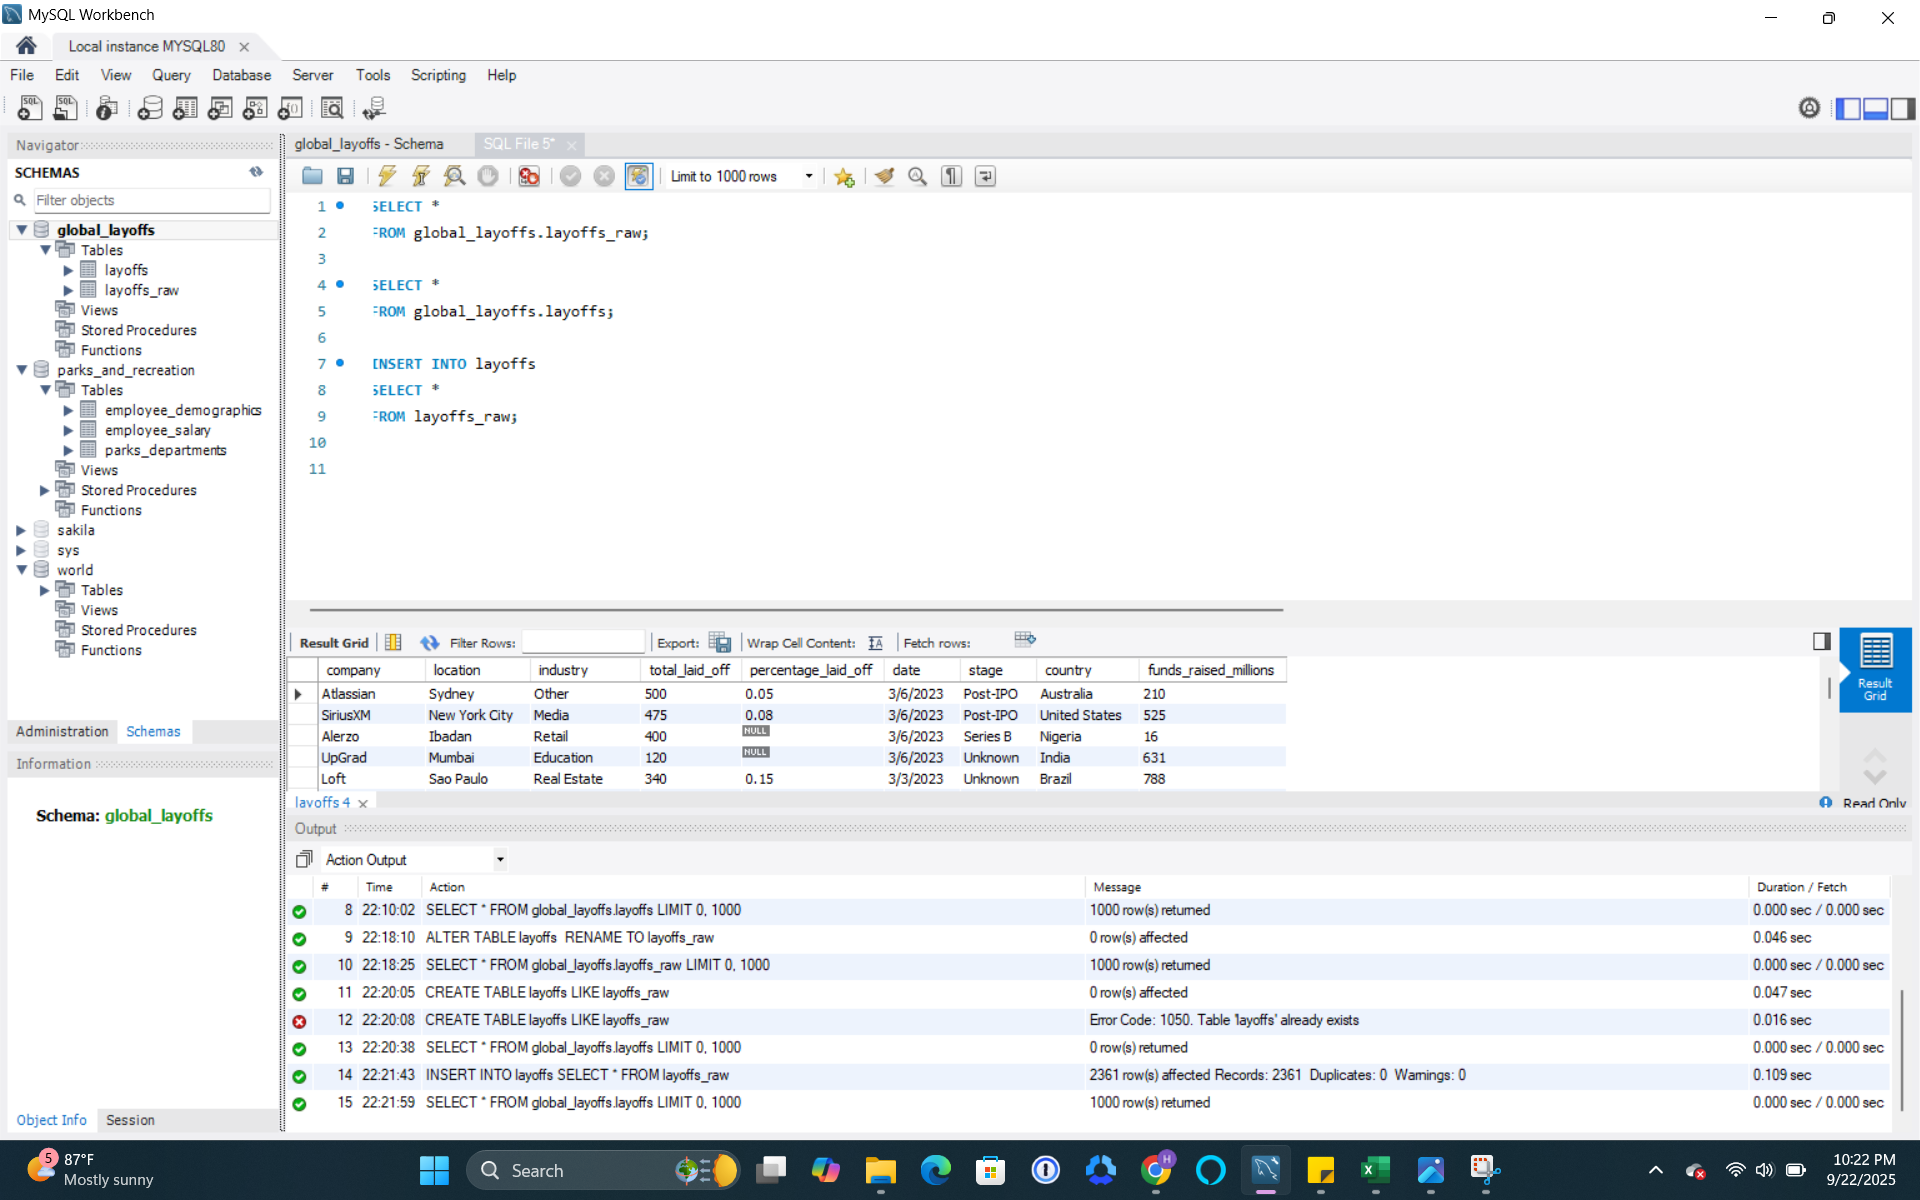 MySQL Workbench
Local instance MYSQL80
File Edit View Query Database Server Tools Scripting Help
Navigator
SCHEMAS
Filter objects
global_layoffs
Tables
layoffs
layoffs_raw
Views
Stored Procedures
Functions
parks_and_recreation
Tables
employee_demographics
employee_salary
parks_departments
Views
Stored Procedures
Functions
sakila
sys
world
Tables
Views
Stored Procedures
Functions
Administration Schemas
Information
Schema: global_layoffs
Object Info Session
global_layoffs - Schema SQL File 5*
Limit to 1000 rows
1 SELECT *
2 FROM global_layoffs.layoffs_raw;
3
4 SELECT *
5 FROM global_layoffs.layoffs;
6
7 INSERT INTO layoffs
8 SELECT *
9 FROM layoffs_raw;
10
11
Result Grid Filter Rows: Export: Wrap Cell Content: Fetch rows:
company location industry total_laid_off percentage_laid_off date stage country funds_raised_millions
Atlassian Sydney Other 500 0.05 3/6/2023 Post-IPO Australia 210
SiriusXM New York City Media 475 0.08 3/6/2023 Post-IPO United States 525
Alerzo Ibadan Retail 400 NULL 3/6/2023 Series B Nigeria 16
UpGrad Mumbai Education 120 NULL 3/6/2023 Unknown India 631
Loft Sao Paulo Real Estate 340 0.15 3/3/2023 Unknown Brazil 788
Result
Grid
layoffs 4 Read Only
Output
Action Output
# Time Action Message Duration / Fetch
8 22:10:02 SELECT * FROM global_layoffs.layoffs LIMIT 0, 1000 1000 row(s) returned 0.000 sec / 0.000 sec
9 22:18:10 ALTER TABLE layoffs RENAME TO layoffs_raw 0 row(s) affected 0.046 sec
10 22:18:25 SELECT * FROM global_layoffs.layoffs_raw LIMIT 0, 1000 1000 row(s) returned 0.000 sec / 0.000 sec
11 22:20:05 CREATE TABLE layoffs LIKE layoffs_raw 0 row(s) affected 0.047 sec
12 22:20:08 CREATE TABLE layoffs LIKE layoffs_raw Error Code: 1050. Table 'layoffs' already exists 0.016 sec
13 22:20:38 SELECT * FROM global_layoffs.layoffs LIMIT 0, 1000 0 row(s) returned 0.000 sec / 0.000 sec
14 22:21:43 INSERT INTO layoffs SELECT * FROM layoffs_raw 2361 row(s) affected Records: 2361 Duplicates: 0 Warnings: 0 0.109 sec
15 22:21:59 SELECT * FROM global_layoffs.layoffs LIMIT 0, 1000 1000 row(s) returned 0.000 sec / 0.000 sec
5 87°F
Mostly sunny
Search
10:22 PM
9/22/2025